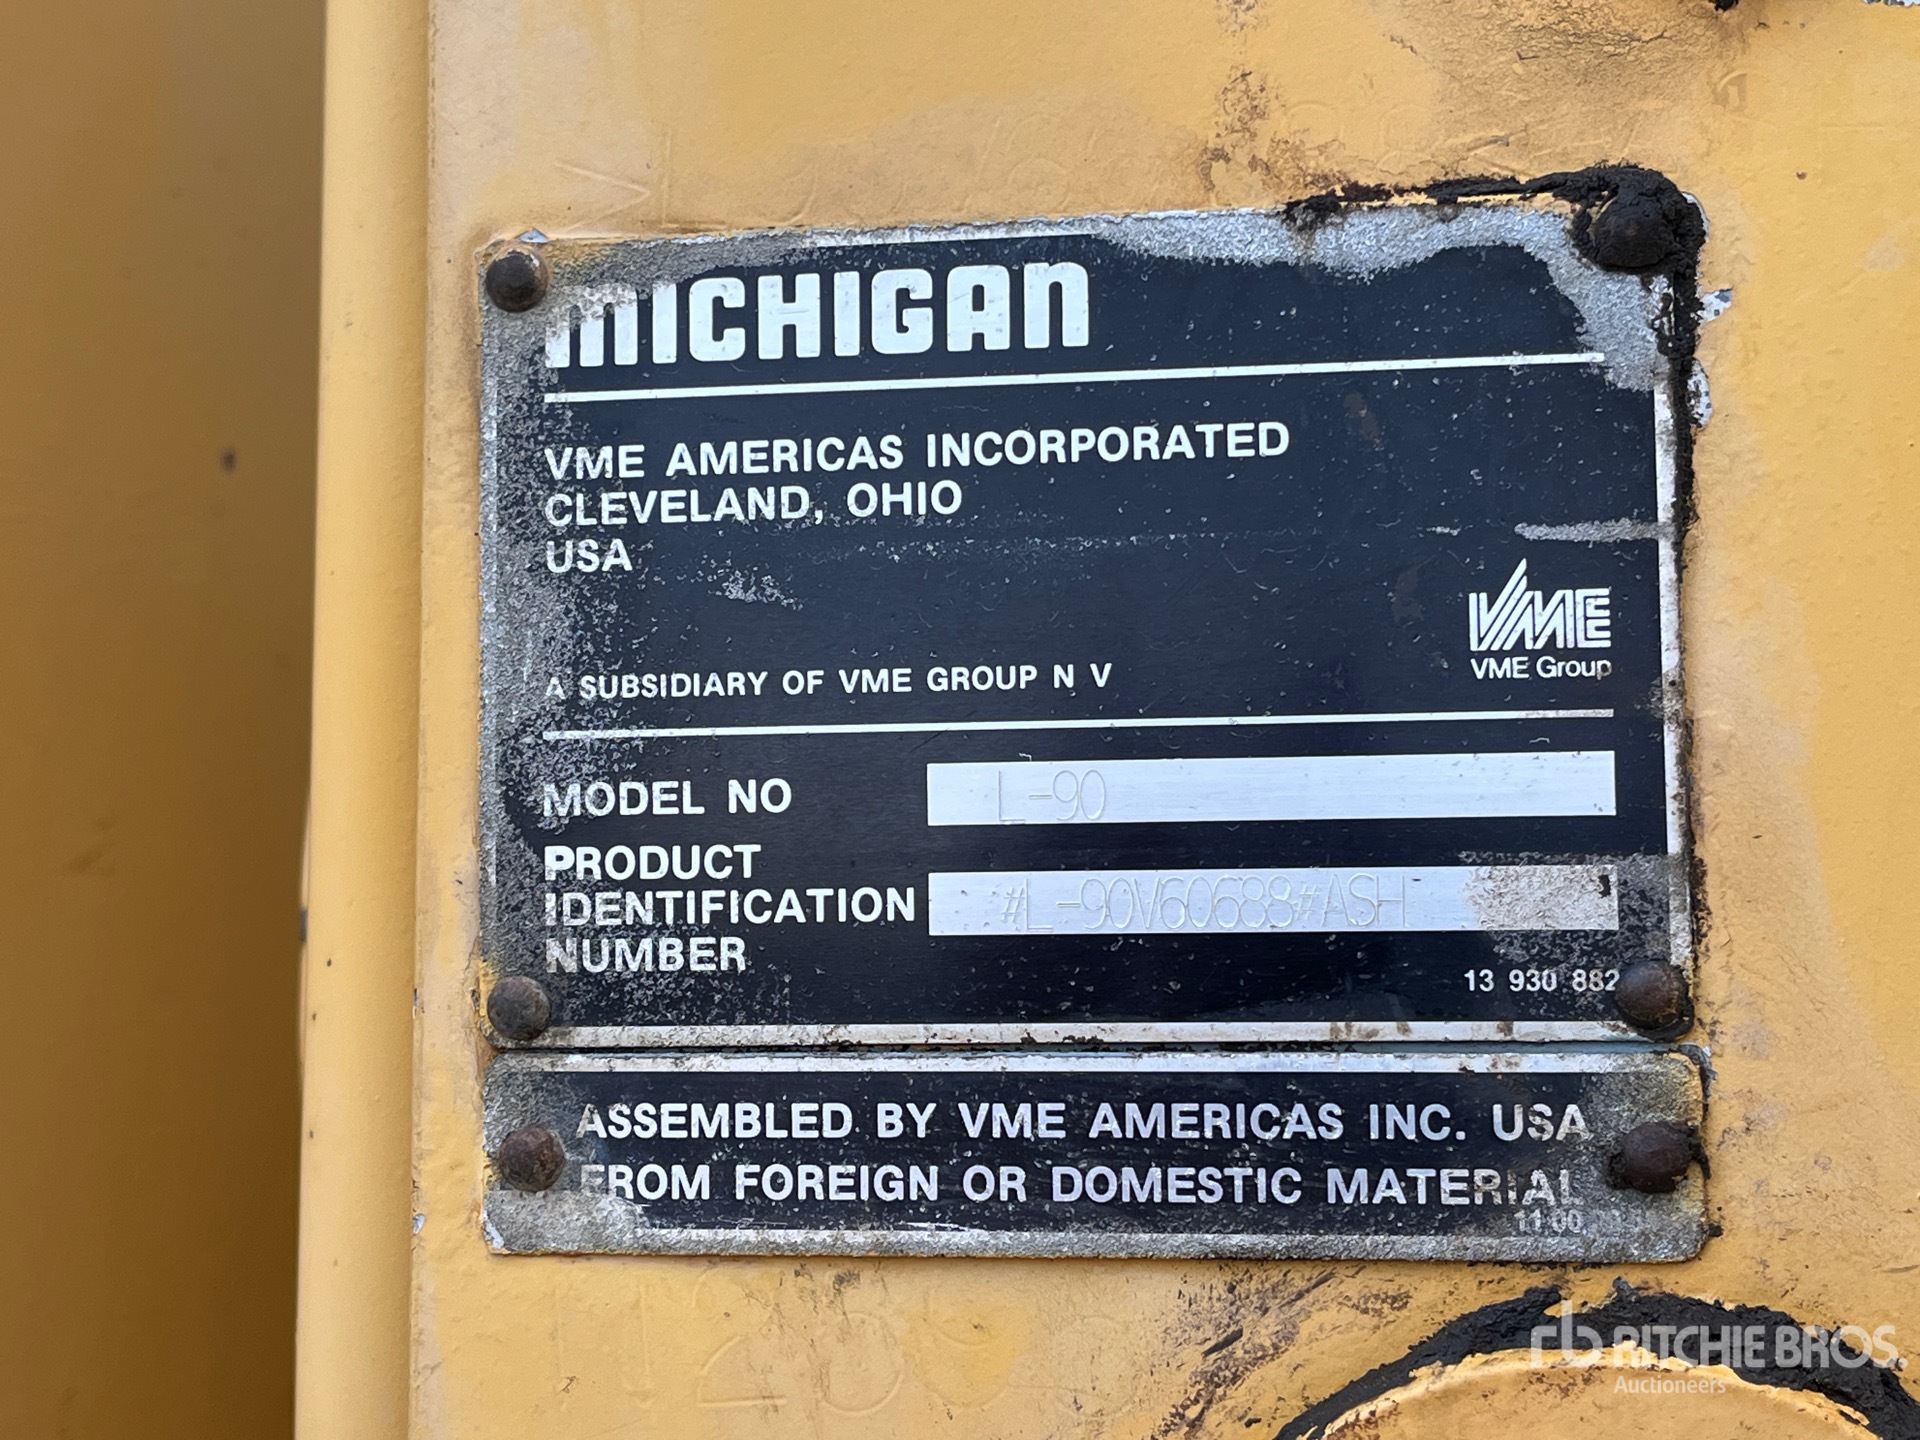 MICHIGAN
VME AMERICAS INCORPORATED
CLEVELAND, OHIO
USA
VME
VME Group
A SUBSIDIARY OF VME GROUP N V
MODEL NO L-90
PRODUCT
IDENTIFICATION #L-90V60688#ASH
NUMBER
13 930 882
ASSEMBLED BY VME AMERICAS INC. USA
FROM FOREIGN OR DOMESTIC MATERIAL
rb RITCHIE BROS.
Auctioneers